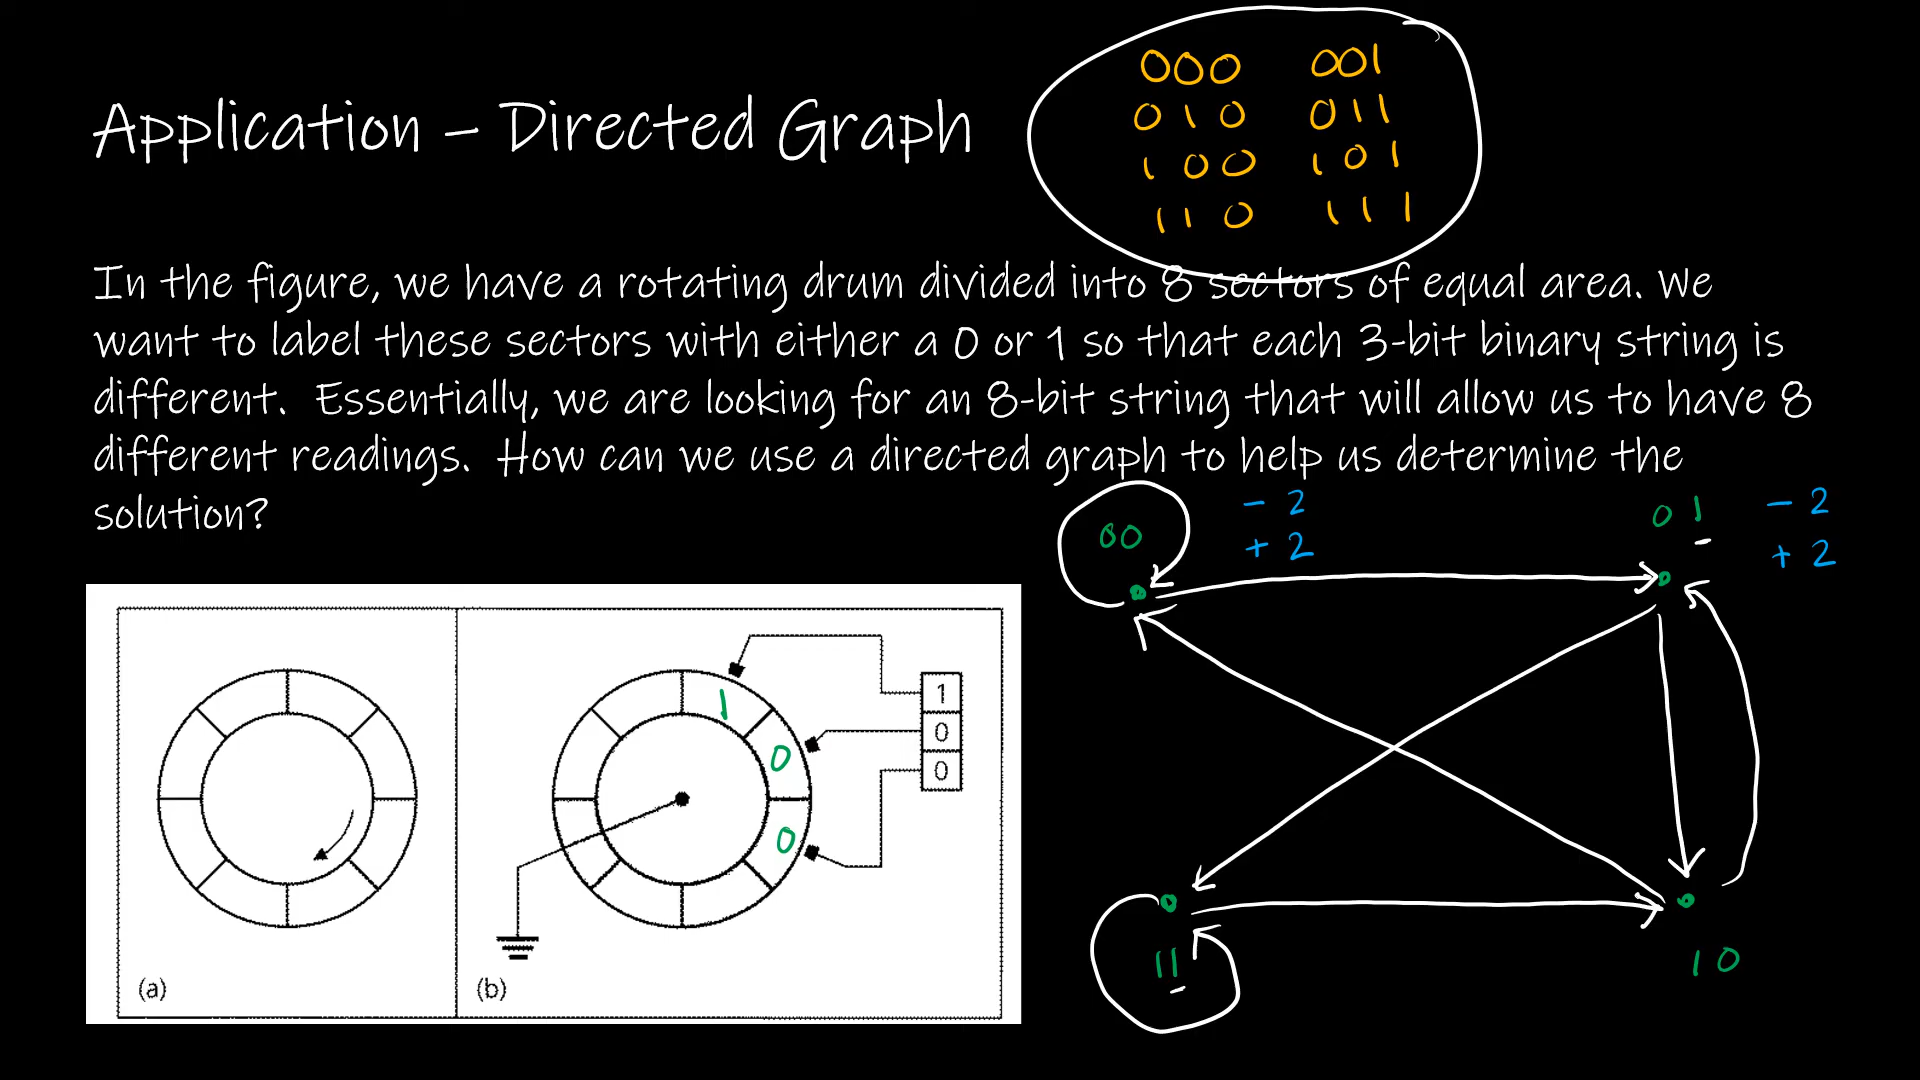 000 001
Application – Directed Graph
010 011
100 101
110 111
In the figure, we have a rotating drum divided into 8 sectors of equal area. We
want to label these sectors with either a 0 or 1 so that each 3-bit binary string is
different. Essentially, we are looking for an 8-bit string that will allow us to have 8
different readings. How can we use a directed graph to help us determine the
solution?
00
- 2
+ 2
01
- 2
+ 2
1
0
0
1
0
0
(a)
(b)
11
10